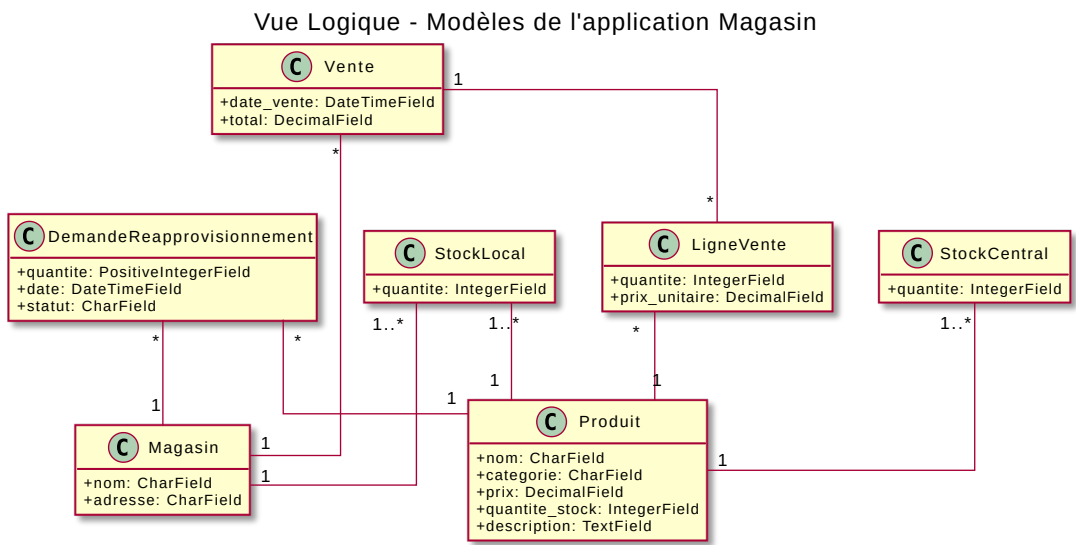 Vue Logique - Modèles de l'application Magasin
C Vente
+date_vente: DateTimeField
+total: DecimalField
1
*
*
C DemandeReapprovisionnement
+quantite: PositiveIntegerField
+date: DateTimeField
+statut: CharField
C StockLocal
+quantite: IntegerField
C LigneVente
+quantite: IntegerField
+prix_unitaire: DecimalField
C StockCentral
+quantite: IntegerField
*
*
1..*
1..*
*
1..*
1
1
1
1
C Magasin
+nom: CharField
+adresse: CharField
1
1
C Produit
+nom: CharField
+categorie: CharField
+prix: DecimalField
+quantite_stock: IntegerField
+description: TextField
1